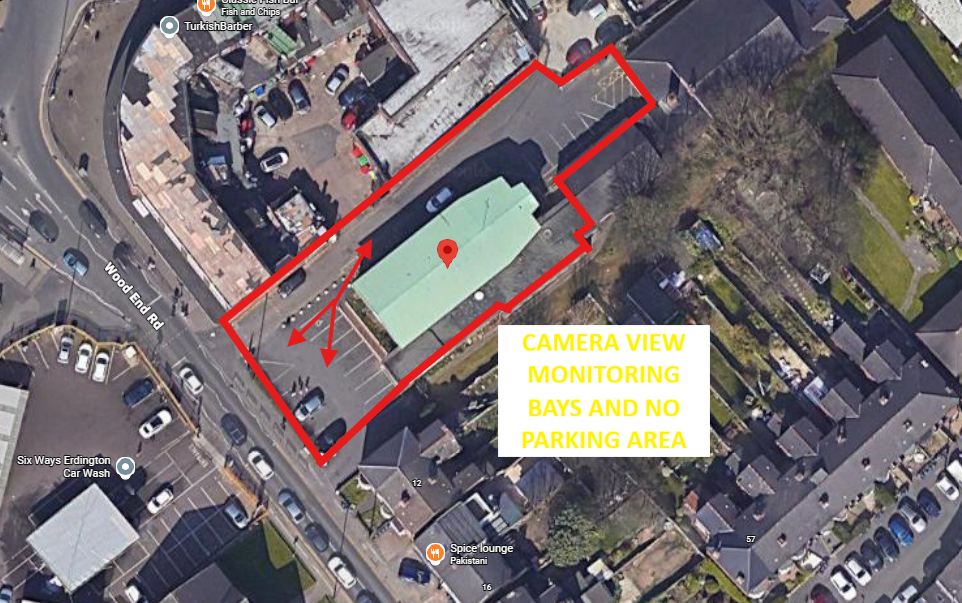 Classic Fish Bar
Fish and Chips
TurkishBarber
Wood End Rd
CAMERA VIEW
MONITORING
BAYS AND NO
PARKING AREA
Six Ways Erdington
Car Wash
12
57
Spice lounge
Pakistani
16